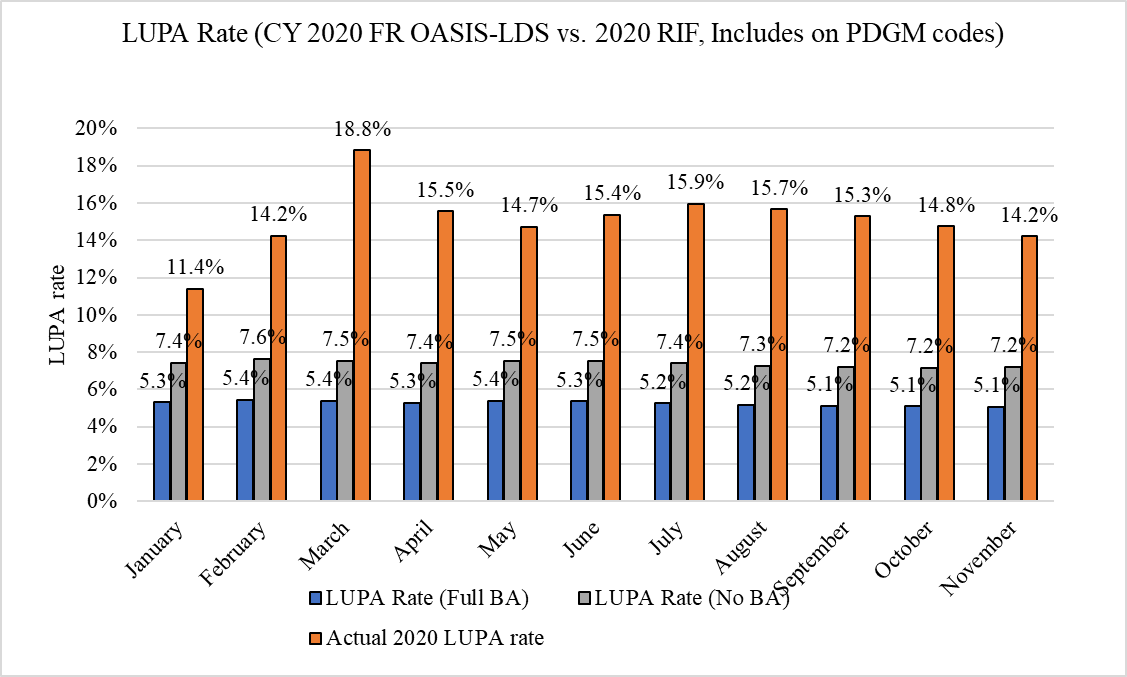 LUPA Rate (CY 2020 FR OASIS-LDS vs. 2020 RIF, Includes on PDGM codes)
LUPA rate
20%
18%
16%
14%
12%
10%
8%
6%
4%
2%
0%
5.3%
7.4%
11.4%
5.4%
7.6%
14.2%
5.4%
7.5%
18.8%
5.3%
7.4%
15.5%
5.4%
7.5%
14.7%
5.3%
7.5%
15.4%
5.2%
7.4%
15.9%
5.2%
7.3%
15.7%
5.1%
7.2%
15.3%
5.1%
7.2%
14.8%
5.1%
7.2%
14.2%
January
February
March
April
May
June
July
August
September
October
November
LUPA Rate (Full BA)
LUPA Rate (No BA)
Actual 2020 LUPA rate